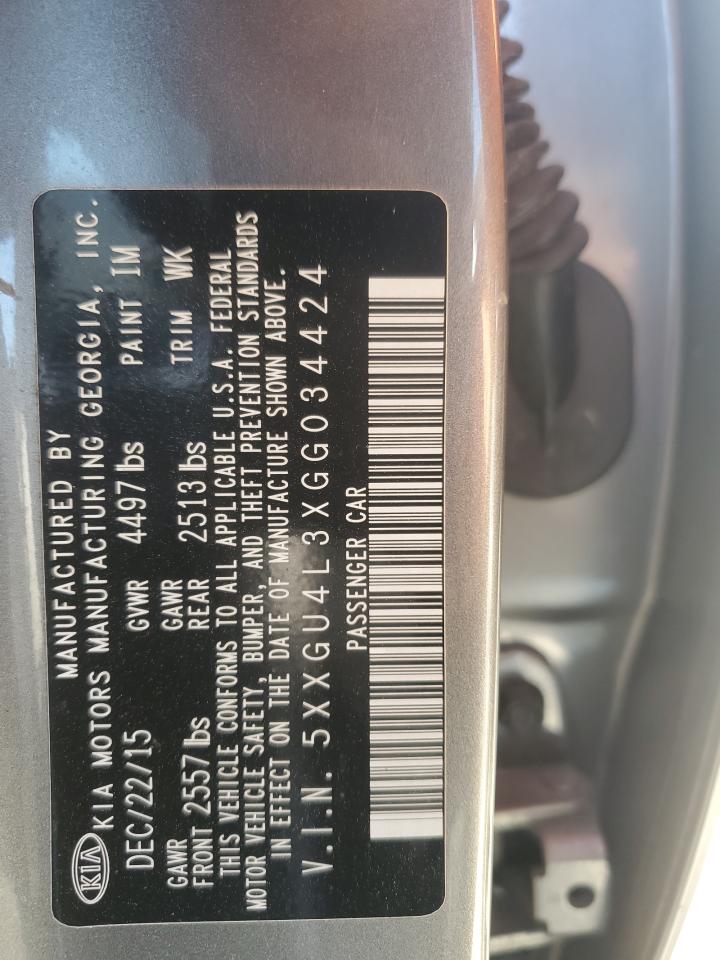 MANUFACTURED BY
KIA KIA MOTORS MANUFACTURING GEORGIA, INC.
DEC/22/15 GVWR 4497 lbs PAINT IM
GAWR FRONT 2557 lbs GAWR REAR 2513 lbs TRIM WK
THIS VEHICLE CONFORMS TO ALL APPLICABLE U.S.A. FEDERAL
MOTOR VEHICLE SAFETY, BUMPER, AND THEFT PREVENTION STANDARDS
IN EFFECT ON THE DATE OF MANUFACTURE SHOWN ABOVE.
V.I.N. 5XXGU4L3XGG034424
PASSENGER CAR